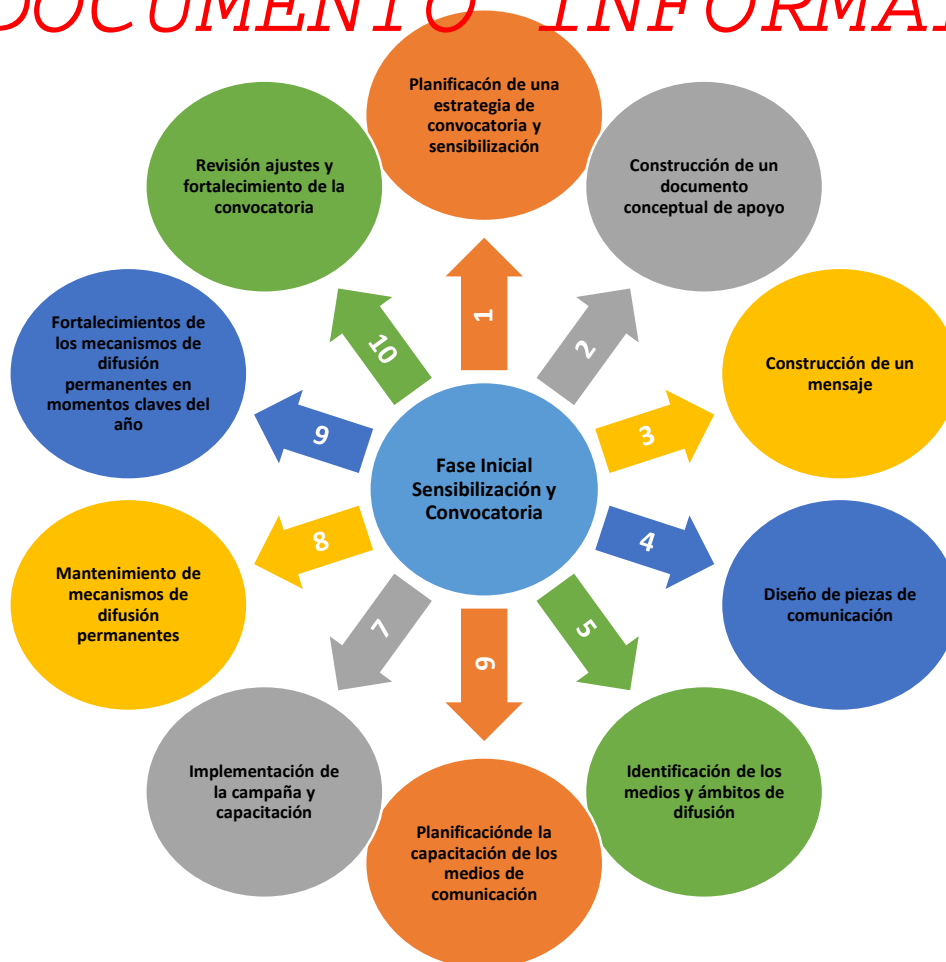 DOCUMENTO INFORMA
Planificacón de una
estrategia de
convocatoria y
sensibilización
Construcción de un
documento
conceptual de apoyo
Construcción de un
mensaje
Diseño de piezas de
comunicación
Identificación de los
medios y ámbitos de
difusión
Planificaciónde la
capacitación de los
medios de
comunicación
Implementación de
la campaña y
capacitación
Mantenimiento de
mecanismos de
difusión
permanentes
Fortalecimientos de
los mecanismos de
difusión
permanentes en
momentos claves del
año
Revisión ajustes y
fortalecimiento de la
convocatoria
1
2
3
4
5
6
7
8
9
10
Fase Inicial
Sensibilización y
Convocatoria